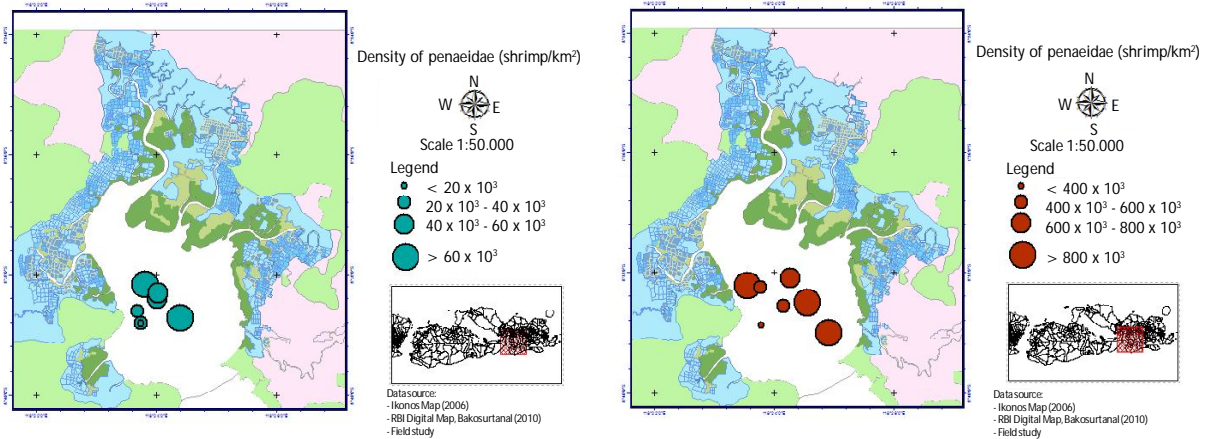 Density of penaeidae (shrimp/km²)
N
W E
S
Scale 1:50.000
Legend
< 20 x 10³
20 x 10³ - 40 x 10³
40 x 10³ - 60 x 10³
> 60 x 10³
Data source:
- Ikonos Map (2006)
- RBI Digital Map, Bakosurtanal (2010)
- Field study
Density of penaeidae (shrimp/km²)
N
W E
S
Scale 1:50.000
Legend
< 400 x 10³
400 x 10³ - 600 x 10³
600 x 10³ - 800 x 10³
> 800 x 10³
Data source:
- Ikonos Map (2006)
- RBI Digital Map, Bakosurtanal (2010)
- Field study